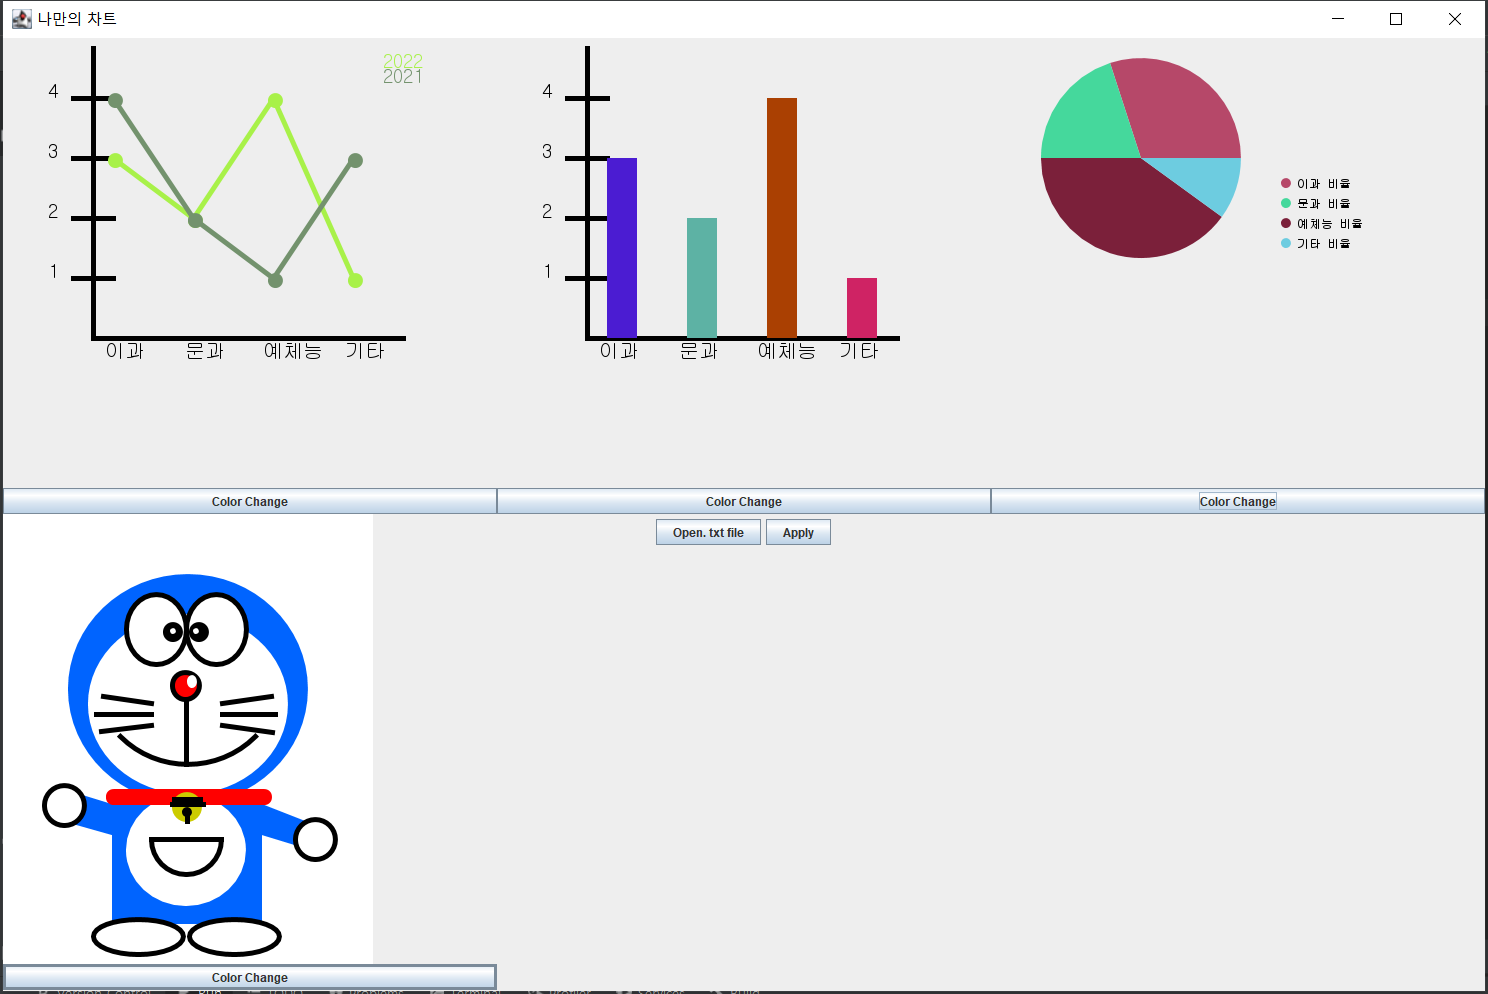 나만의 차트
2022
2021
4
3
2
1
이과 문과 예체능 기타
4
3
2
1
이과 문과 예체능 기타
이과 비율
문과 비율
예체능 비율
기타 비율
Color Change
Color Change
Color Change
Open. txt file
Apply
Color Change